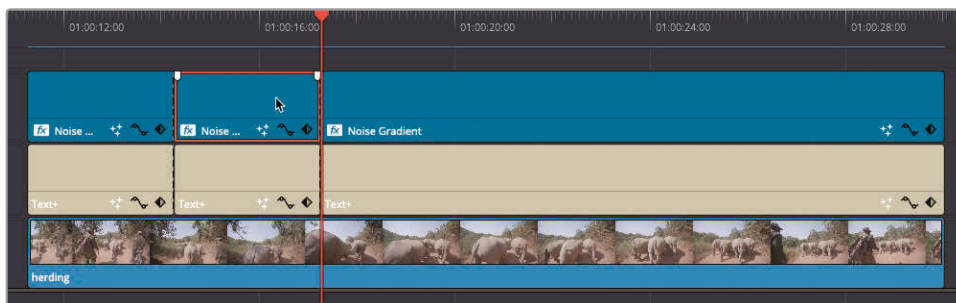 01:00:12:00 01:00:16:00 01:00:20:00 01:00:24:00 01:00:28:00
fx Noise ... fx Noise ... fx Noise Gradient
Text+ Text+ Text+
herding